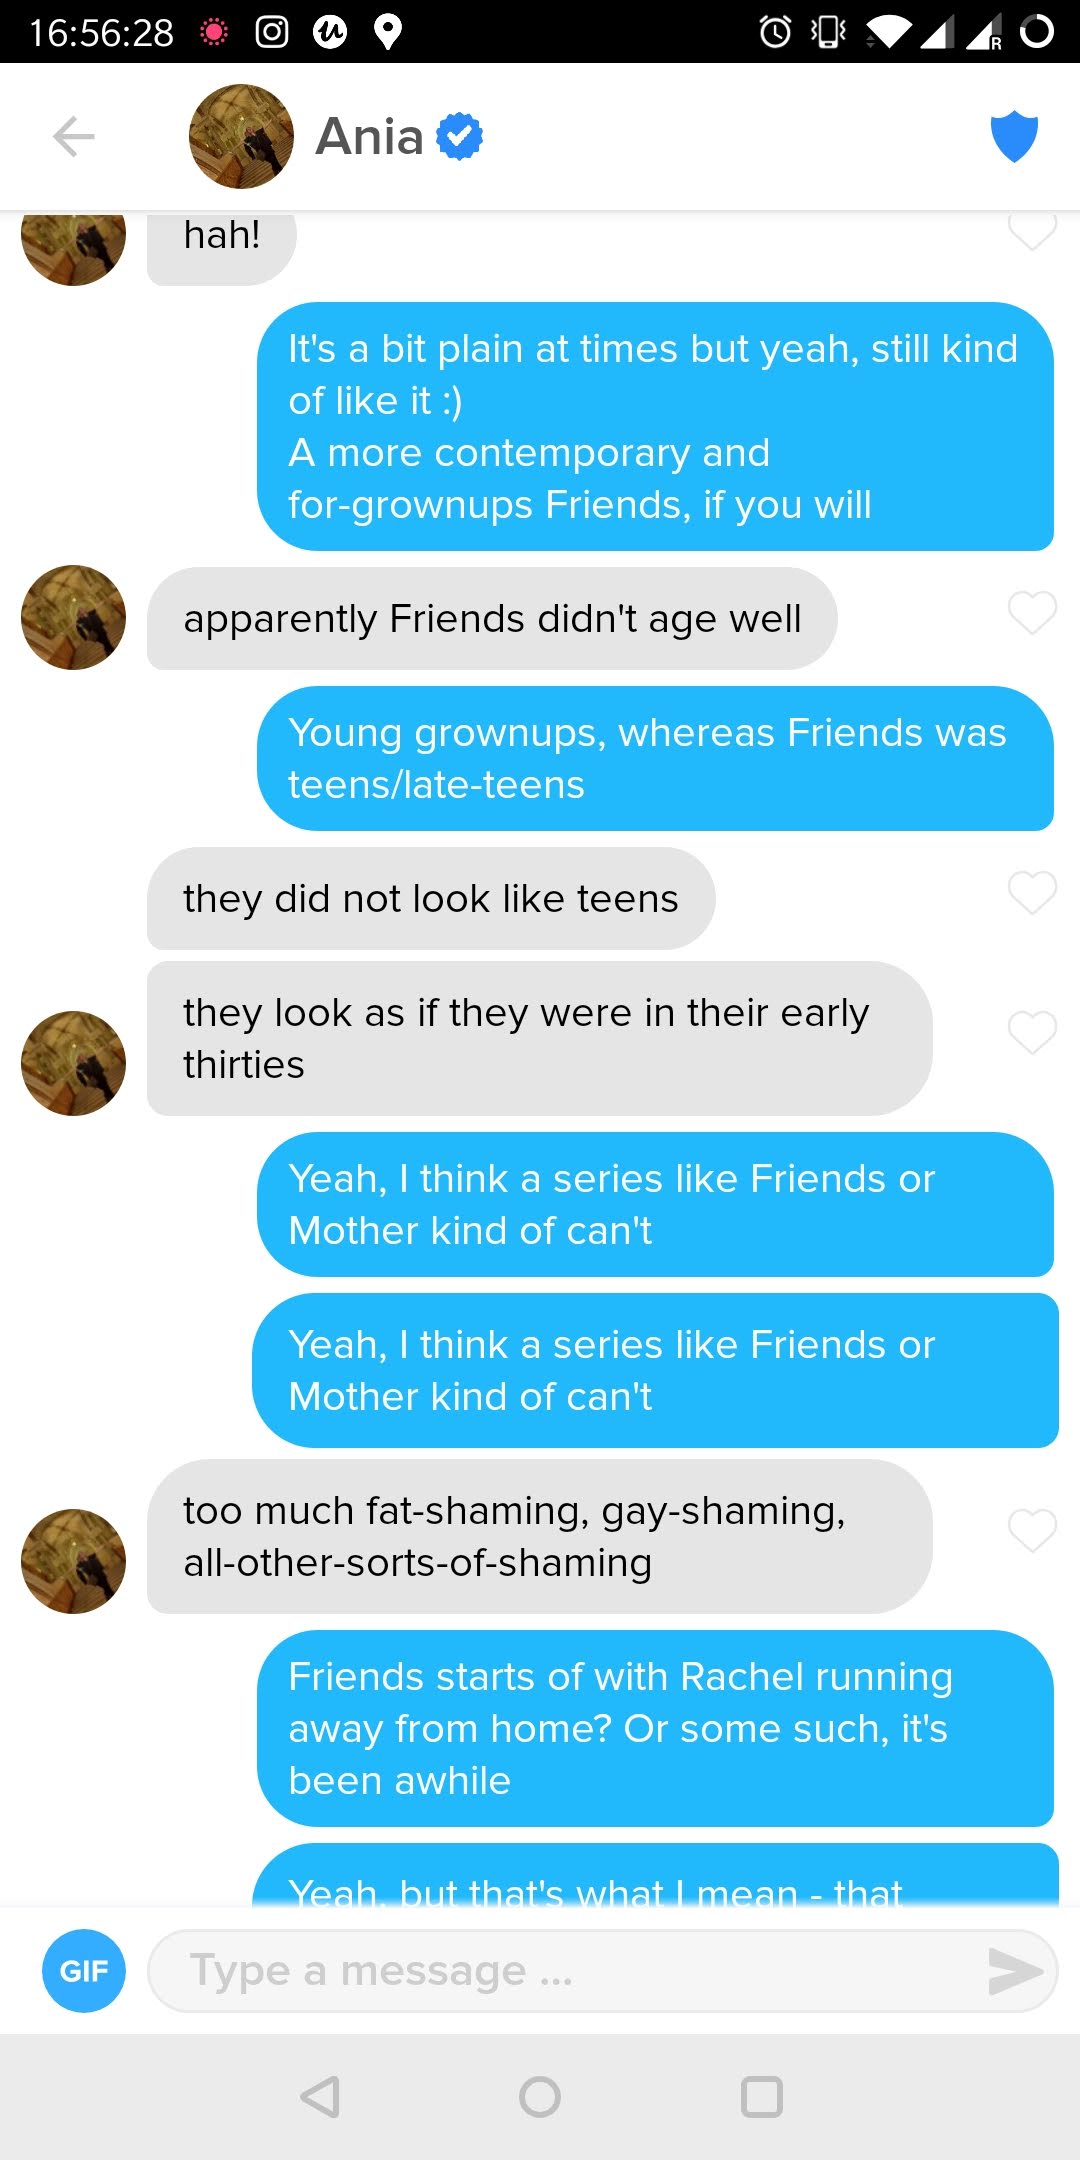 16:56:28
R
Ania
hah!
It's a bit plain at times but yeah, still kind
of like it :)
A more contemporary and
for-grownups Friends, if you will
apparently Friends didn't age well
Young grownups, whereas Friends was
teens/late-teens
they did not look like teens
they look as if they were in their early
thirties
Yeah, I think a series like Friends or
Mother kind of can't
Yeah, I think a series like Friends or
Mother kind of can't
too much fat-shaming, gay-shaming,
all-other-sorts-of-shaming
Friends starts of with Rachel running
away from home? Or some such, it's
been awhile
Yeah, but that's what I mean - that
GIF
Type a message ...